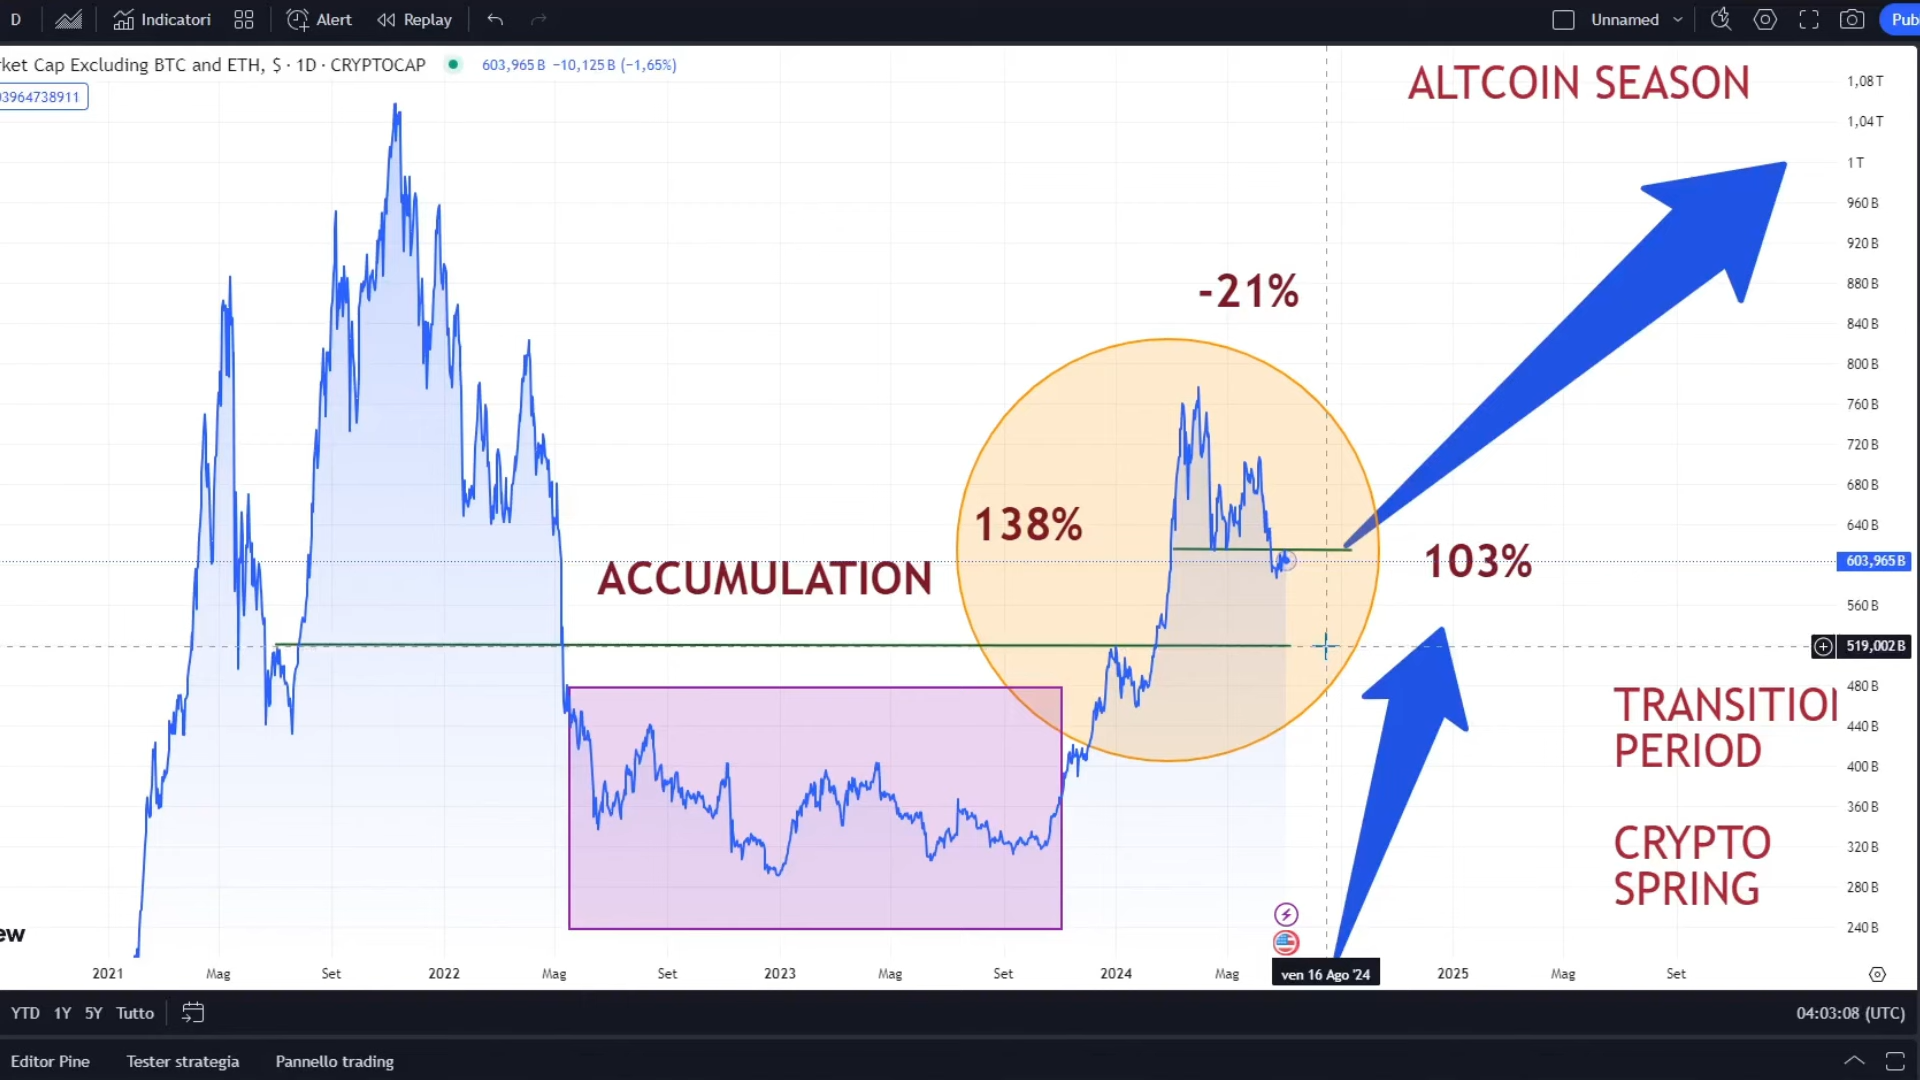 D
Indicatori
Alert
Replay
Unnamed
Pub
ket Cap Excluding BTC and ETH, $ · 1D · CRYPTOCAP
603,965 B −10,125 B (−1,65%)
03964738911
ALTCOIN SEASON
-21%
138%
103%
ACCUMULATION
TRANSITION
PERIOD
CRYPTO
SPRING
1,08 T
1,04 T
1 T
960 B
920 B
880 B
840 B
800 B
760 B
720 B
680 B
640 B
603,965 B
560 B
519,002 B
480 B
440 B
400 B
360 B
320 B
280 B
240 B
ew
2021
Mag
Set
2022
Mag
Set
2023
Mag
Set
2024
Mag
ven 16 Ago '24
2025
Mag
Set
YTD
1Y
5Y
Tutto
04:03:08 (UTC)
Editor Pine
Tester strategia
Pannello trading